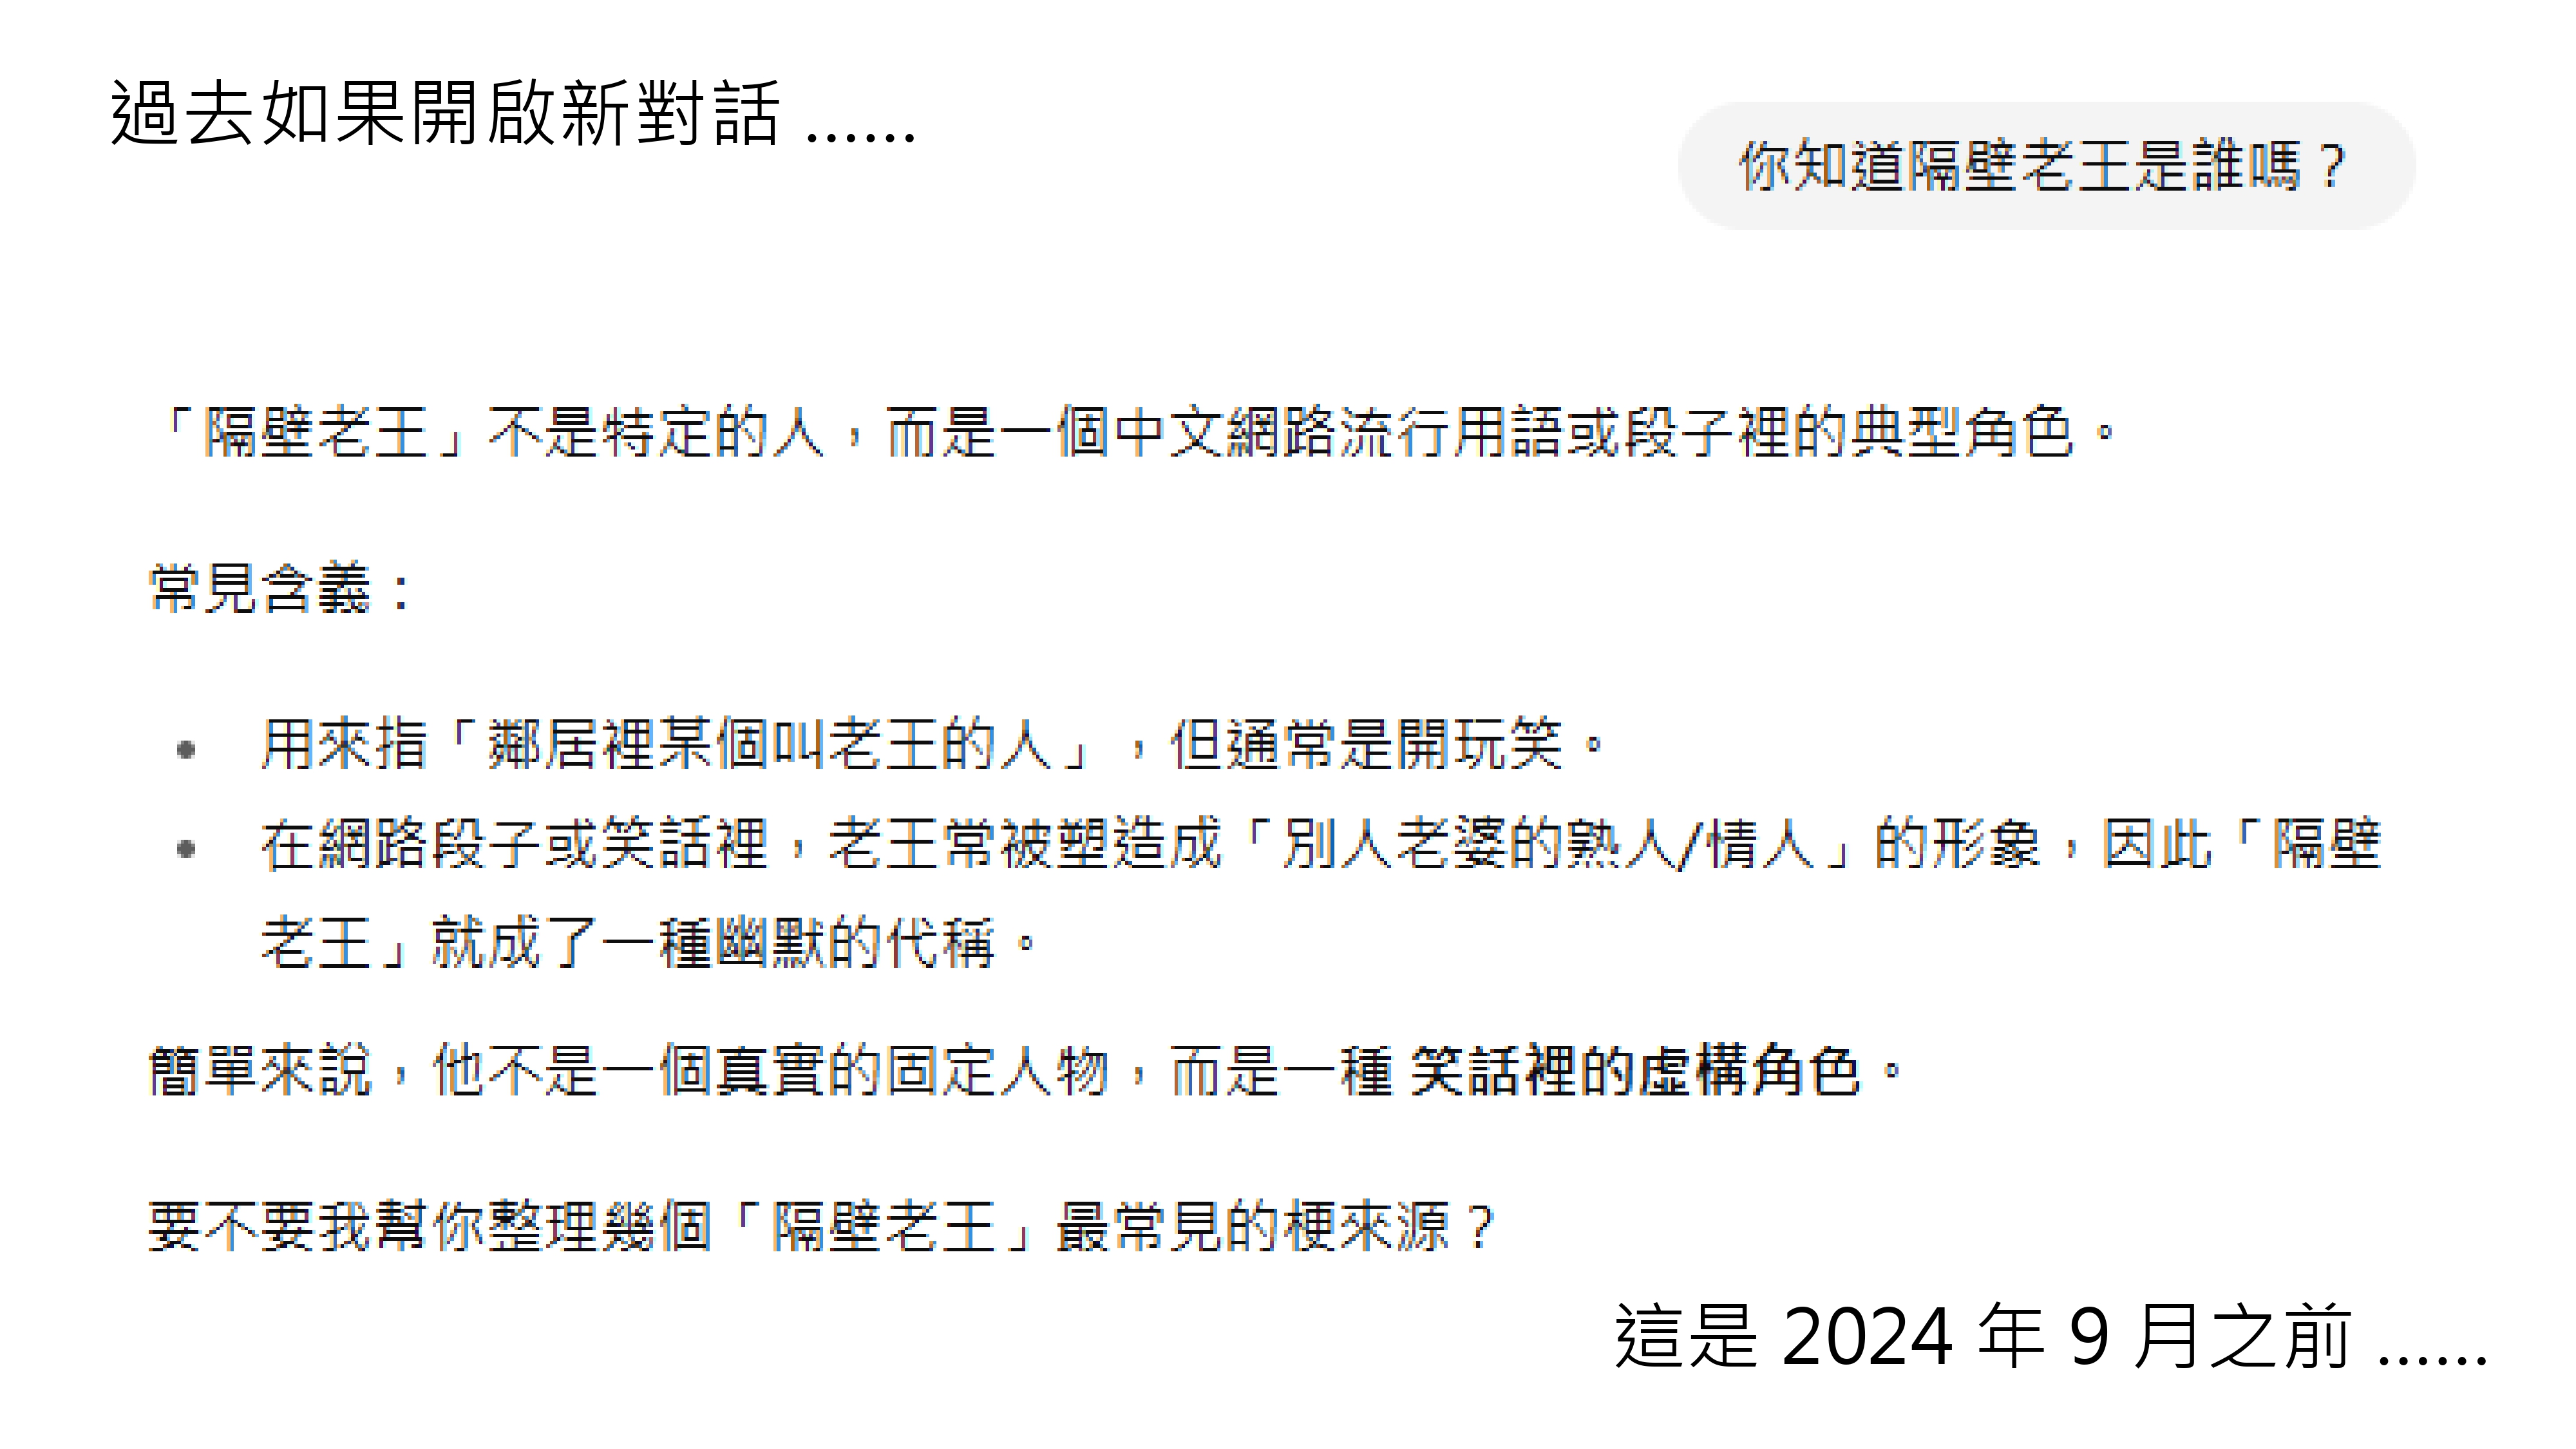 過去如果開啟新對話 ......
你知道隔壁老王是誰嗎？
「隔壁老王」不是特定的人，而是一個中文網路流行用語或段子裡的典型角色。
常見含義：
• 用來指「鄰居裡某個叫老王的人」，但通常是開玩笑。
• 在網路段子或笑話裡，老王常被塑造成「別人老婆的熟人/情人」的形象，因此「隔壁
老王」就成了一種幽默的代稱。
簡單來說，他不是一個真實的固定人物，而是一種 笑話裡的虛構角色。
要不要我幫你整理幾個「隔壁老王」最常見的梗來源？
這是 2024 年 9 月之前 ......